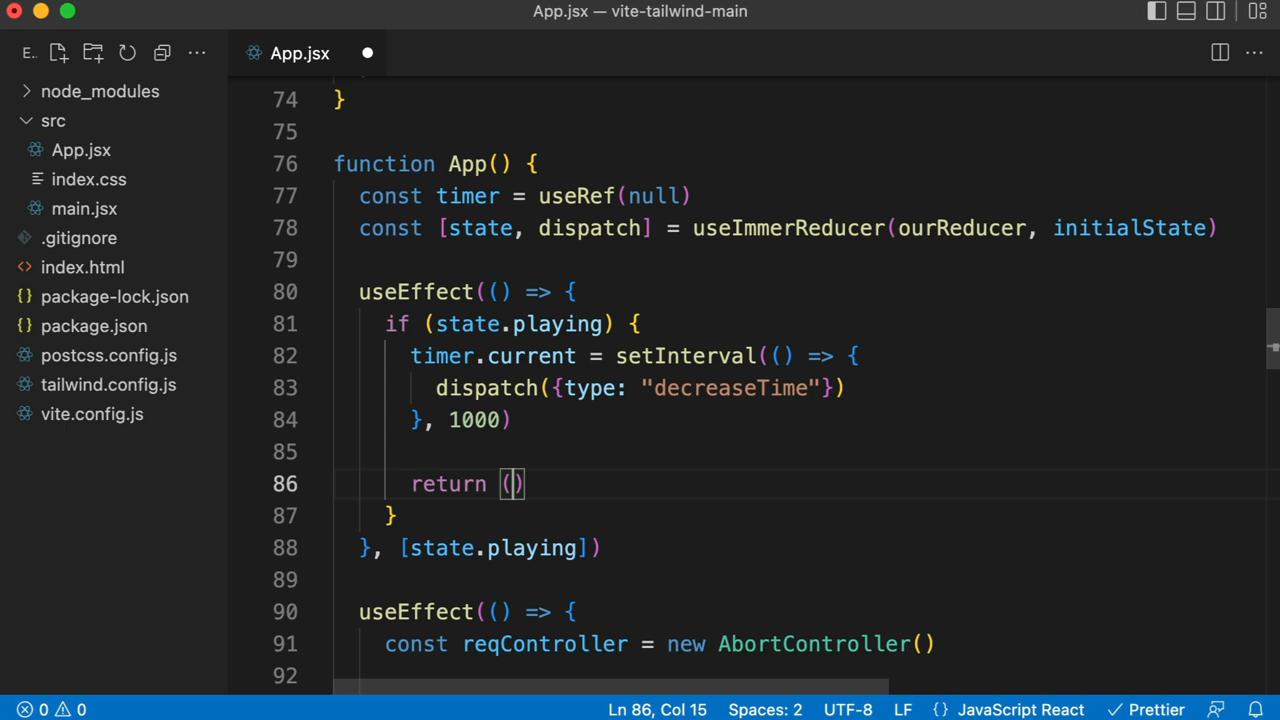 App.jsx — vite-tailwind-main
E..
App.jsx
node_modules
src
App.jsx
index.css
main.jsx
.gitignore
index.html
package-lock.json
package.json
postcss.config.js
tailwind.config.js
vite.config.js
74 }
75
76 function App() {
77 const timer = useRef(null)
78 const [state, dispatch] = useImmerReducer(ourReducer, initialState)
79
80 useEffect(() => {
81 if (state.playing) {
82 timer.current = setInterval(() => {
83 dispatch({type: "decreaseTime"})
84 }, 1000)
85
86 return ()
87 }
88 }, [state.playing])
89
90 useEffect(() => {
91 const reqController = new AbortController()
92
0 0 Ln 86, Col 15 Spaces: 2 UTF-8 LF {} JavaScript React Prettier